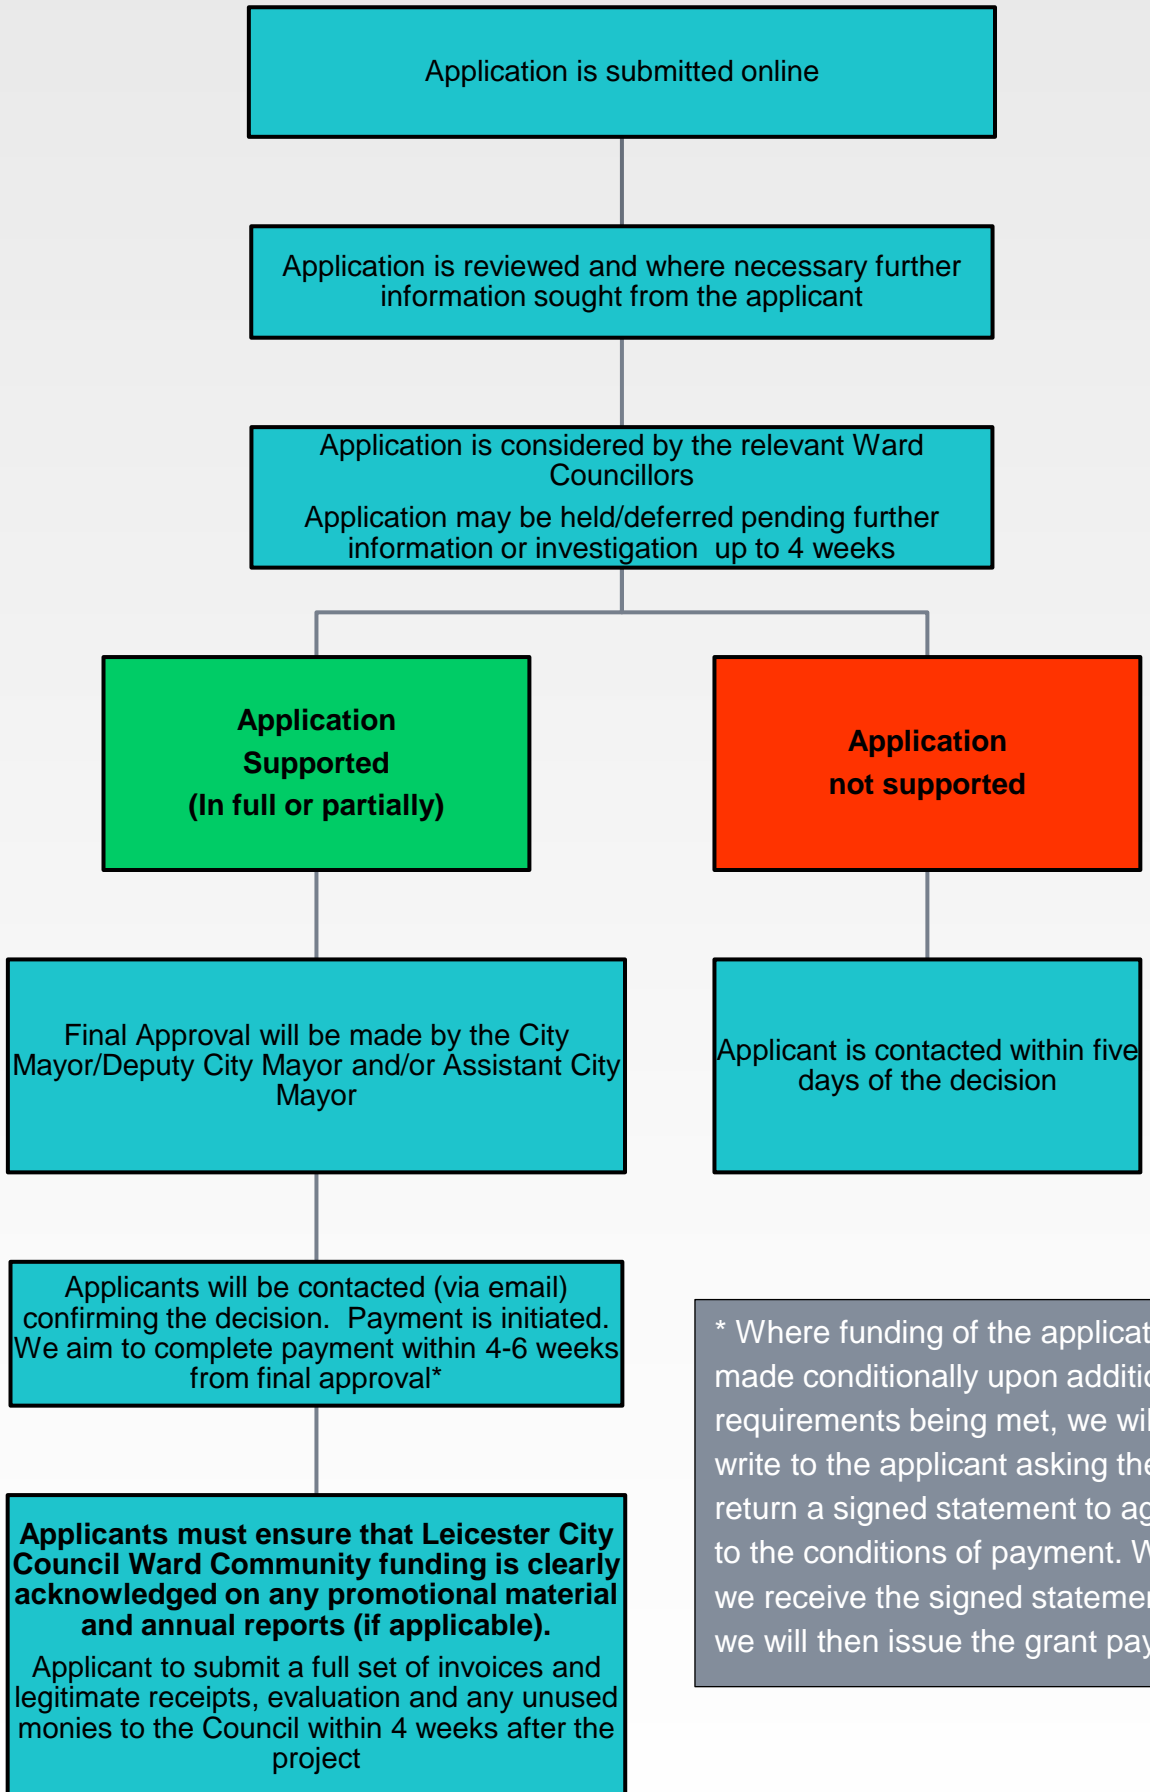 Application is submitted online
Application is reviewed and where necessary further
information sought from the applicant
Application is considered by the relevant Ward
Councillors
Application may be held/deferred pending further
information or investigation  up to 4 weeks
Application
Supported
(In full or partially)
Application
not supported
Final Approval will be made by the City
Mayor/Deputy City Mayor and/or Assistant City
Mayor
Applicant is contacted within five
days of the decision
Applicants will be contacted (via email)
confirming the decision.  Payment is initiated.
We aim to complete payment within 4-6 weeks
from final approval*
Applicants must ensure that Leicester City
Council Ward Community funding is clearly
acknowledged on any promotional material
and annual reports (if applicable).
Applicant to submit a full set of invoices and
legitimate receipts, evaluation and any unused
monies to the Council within 4 weeks after the
project
* Where funding of the
made conditionally upon
requirements being met, we
write to the applicant asking
return a signed statement to
to the conditions of payment.
we receive the signed
we will then issue the grant